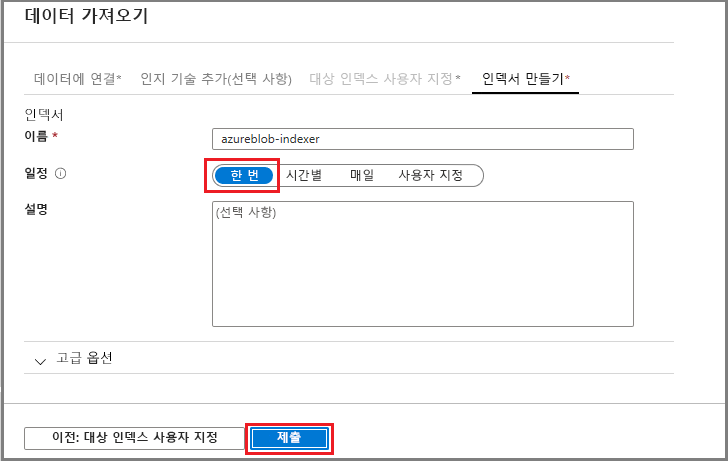 데이터 가져오기
데이터에 연결* 인지 기술 추가(선택 사항) 대상 인덱스 사용자 지정* 인덱서 만들기*
인덱서
이름 * azureblob-indexer
일정 한 번 시간별 매일 사용자 지정
설명 (선택 사항)
고급 옵션
이전: 대상 인덱스 사용자 지정 제출